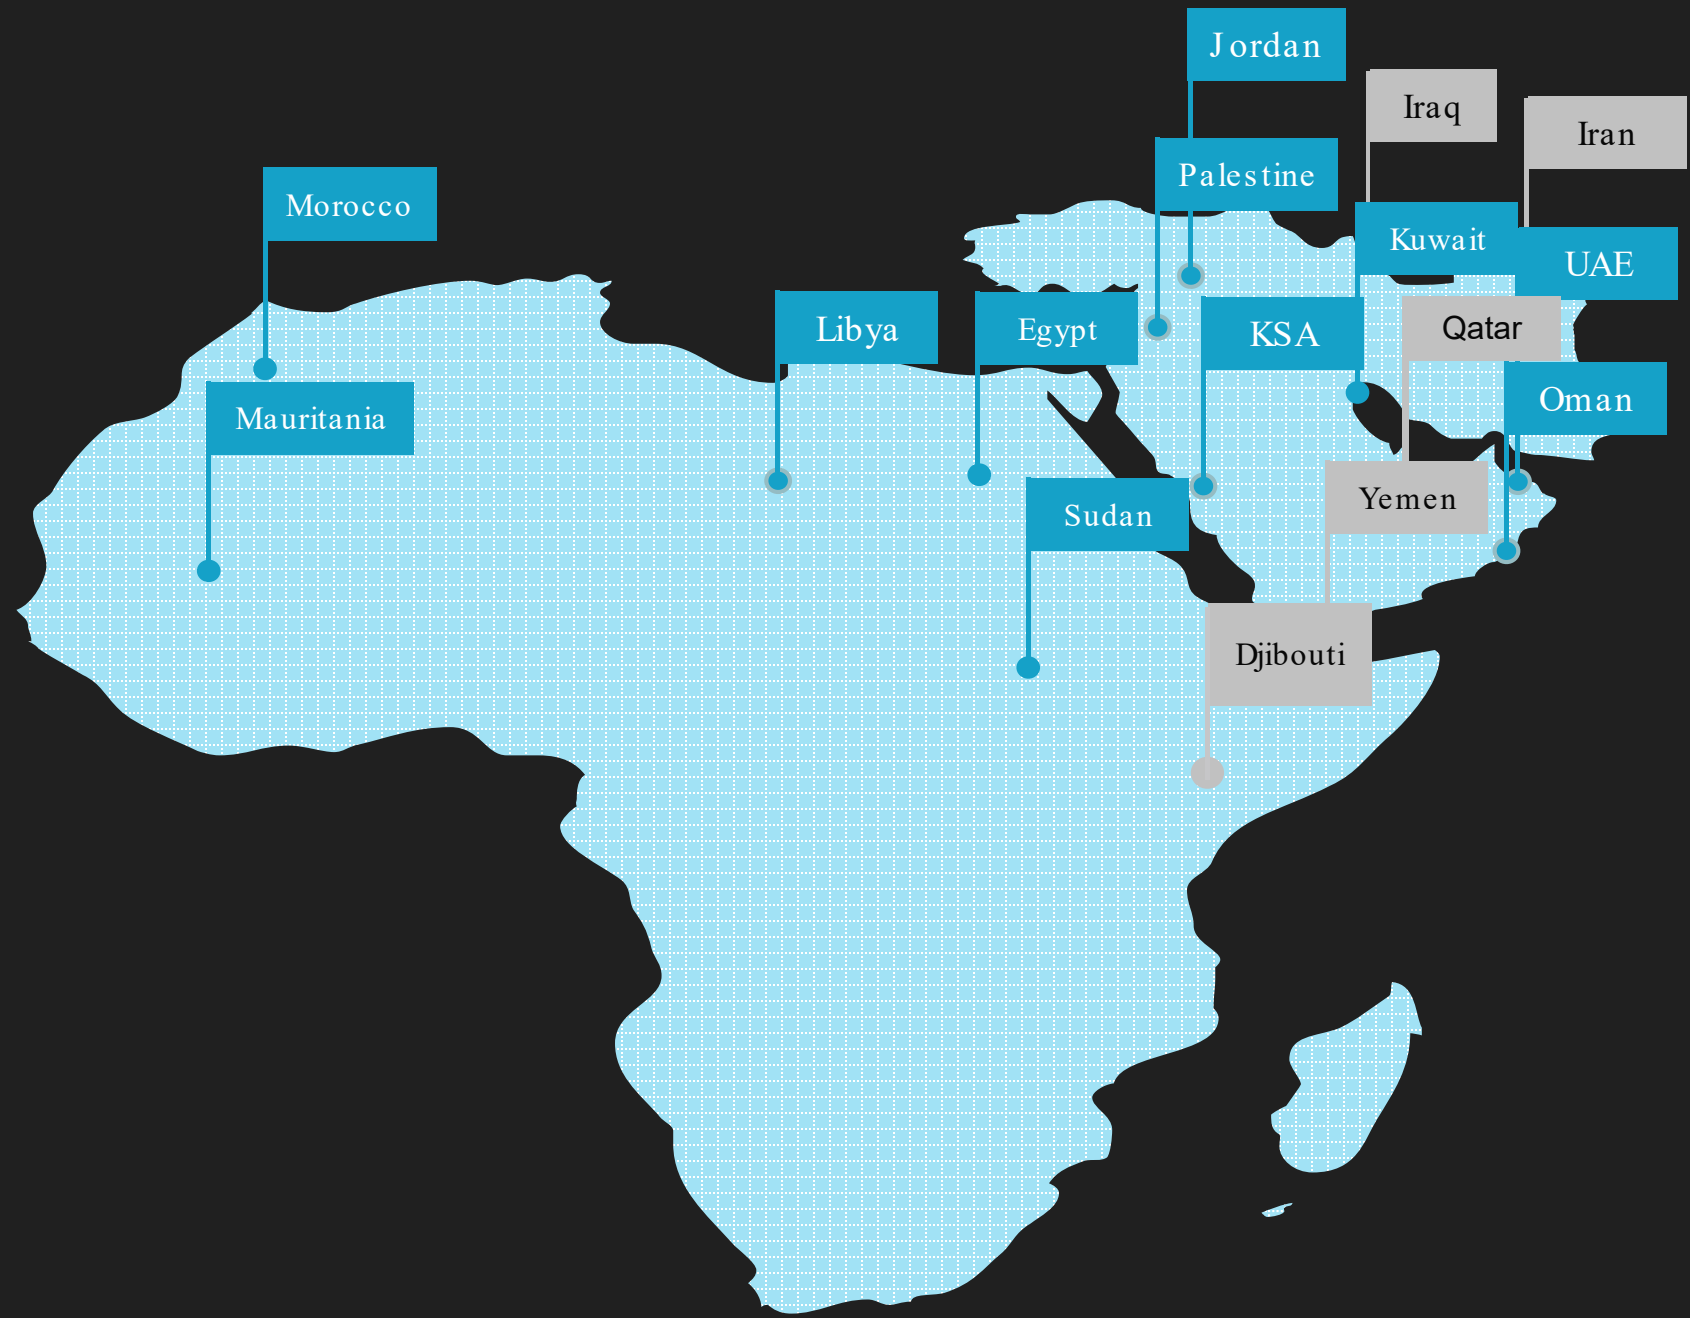 Jordan
Iraq
Iran
Palestine
Morocco
Kuwait
UAE
Libya
Egypt
KSA
Qatar
Mauritania
Oman
Sudan
Yemen
Djibouti